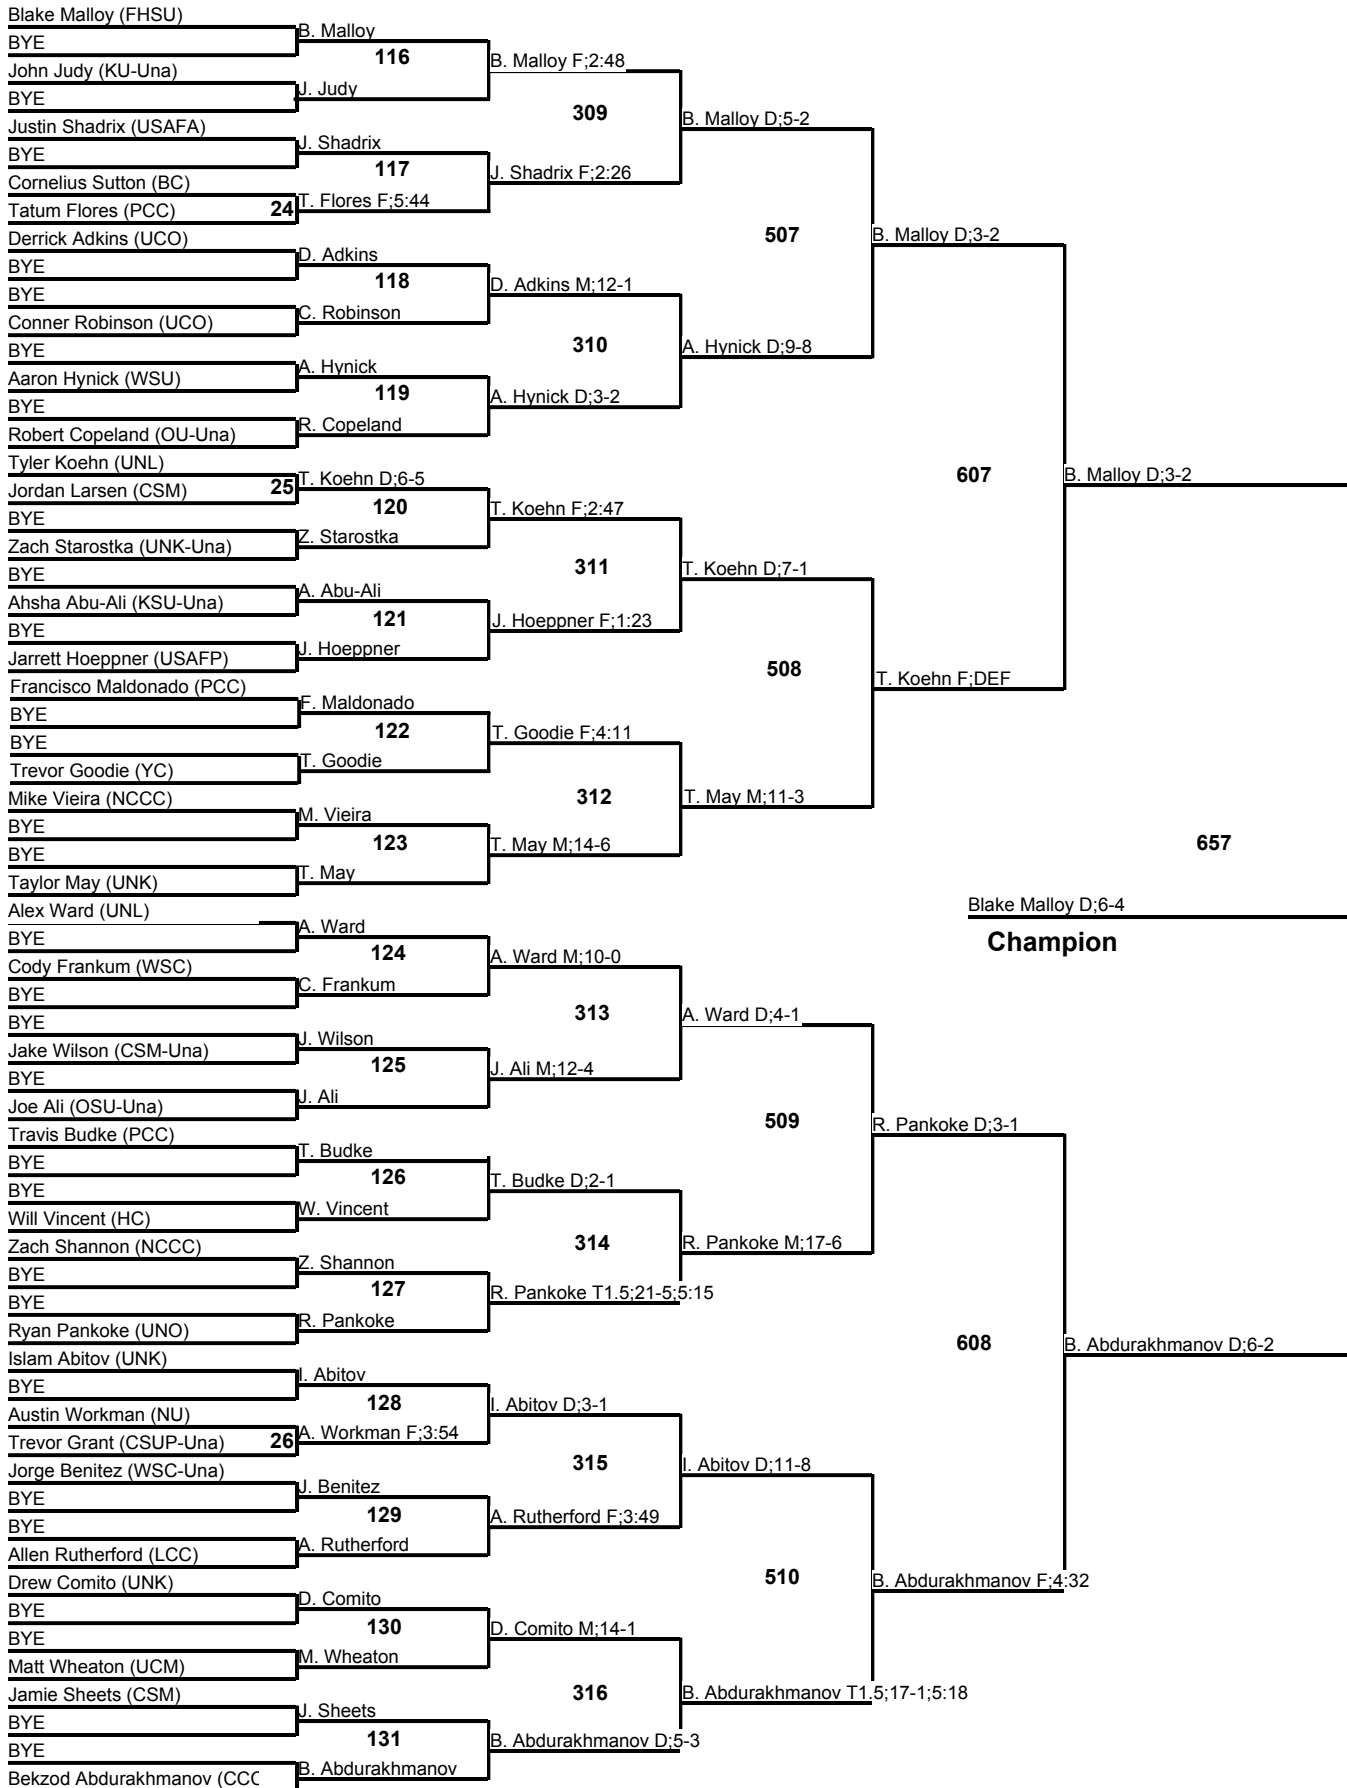 Blake Malloy (FHSU)
BYE
John Judy (KU-Una)
BYE
Justin Shadrix (USAFA)
BYE
Cornelius Sutton (BC)
Tatum Flores (PCC) 24
Derrick Adkins (UCO)
BYE
BYE
Conner Robinson (UCO)
BYE
Aaron Hynick (WSU)
BYE
Robert Copeland (OU-Una)
Tyler Koehn (UNL)
Jordan Larsen (CSM) 25
BYE
Zach Starostka (UNK-Una)
BYE
Ahsha Abu-Ali (KSU-Una)
BYE
Jarrett Hoeppner (USAFP)
Francisco Maldonado (PCC)
BYE
BYE
Trevor Goodie (YC)
Mike Vieira (NCCC)
BYE
BYE
Taylor May (UNK)
Alex Ward (UNL)
BYE
Cody Frankum (WSC)
BYE
BYE
Jake Wilson (CSM-Una)
BYE
Joe Ali (OSU-Una)
Travis Budke (PCC)
BYE
BYE
Will Vincent (HC)
Zach Shannon (NCCC)
BYE
BYE
Ryan Pankoke (UNO)
Islam Abitov (UNK)
BYE
Austin Workman (NU)
Trevor Grant (CSUP-Una) 26
Jorge Benitez (WSC-Una)
BYE
BYE
Allen Rutherford (LCC)
Drew Comito (UNK)
BYE
BYE
Matt Wheaton (UCM)
Jamie Sheets (CSM)
BYE
BYE
Bekzod Abdurakhmanov (CCC
B. Malloy
116
J. Judy
J. Shadrix
117
T. Flores F;5:44
D. Adkins
118
C. Robinson
A. Hynick
119
R. Copeland
T. Koehn D;6-5
120
Z. Starostka
A. Abu-Ali
121
J. Hoeppner
F. Maldonado
122
T. Goodie
M. Vieira
123
T. May
A. Ward
124
C. Frankum
J. Wilson
125
J. Ali
T. Budke
126
W. Vincent
Z. Shannon
127
R. Pankoke
I. Abitov
128
A. Workman F;3:54
J. Benitez
129
A. Rutherford
D. Comito
130
M. Wheaton
J. Sheets
131
B. Abdurakhmanov
B. Malloy F;2:48
309
J. Shadrix F;2:26
D. Adkins M;12-1
310
A. Hynick D;3-2
T. Koehn F;2:47
311
J. Hoeppner F;1:23
T. Goodie F;4:11
312
T. May M;14-6
A. Ward M;10-0
313
J. Ali M;12-4
T. Budke D;2-1
314
R. Pankoke T1.5;21-5;5:15
I. Abitov D;3-1
315
A. Rutherford F;3:49
D. Comito M;14-1
316
B. Abdurakhmanov D;5-3
B. Malloy D;5-2
507
A. Hynick D;9-8
T. Koehn D;7-1
508
T. May M;11-3
A. Ward D;4-1
509
R. Pankoke M;17-6
I. Abitov D;11-8
510
B. Abdurakhmanov T1.5;17-1;5:18
B. Malloy D;3-2
607
T. Koehn F;DEF
R. Pankoke D;3-1
608
B. Abdurakhmanov F;4:32
B. Malloy D;3-2
657
B. Abdurakhmanov D;6-2
Blake Malloy D;6-4
Champion